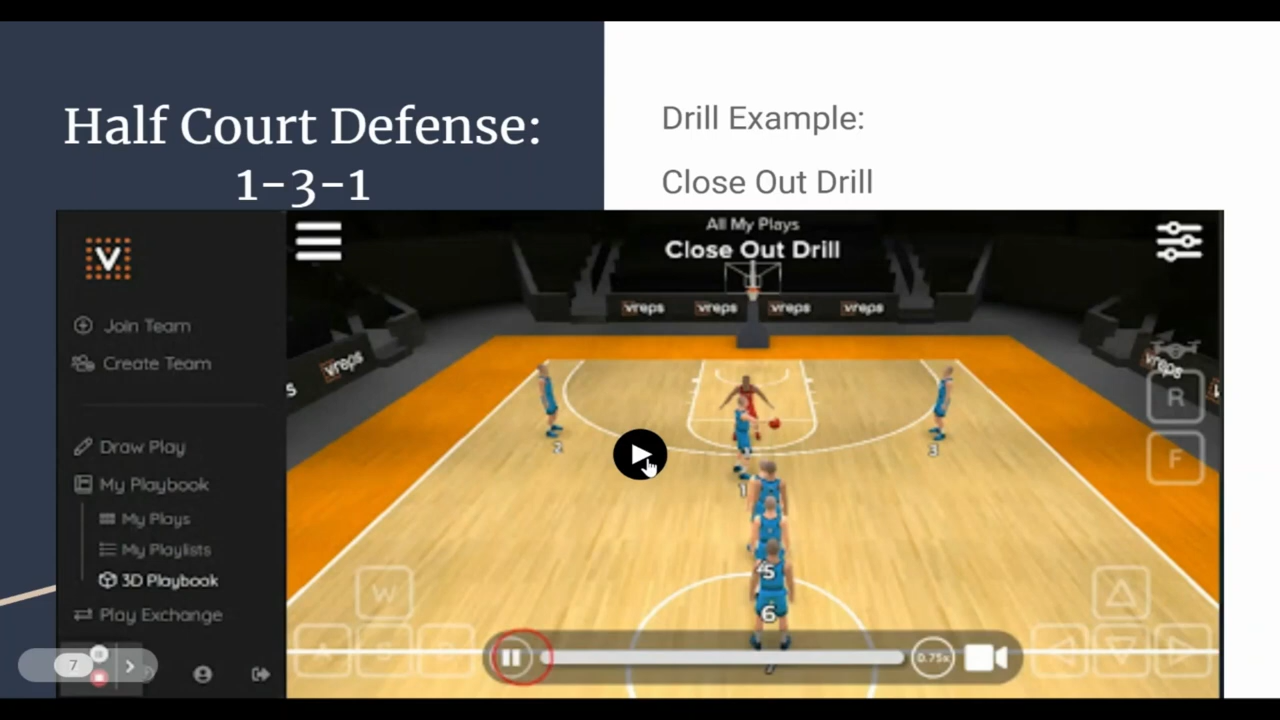 Half Court Defense:
1-3-1
Drill Example:
Close Out Drill
V
Join Team
Create Team
Draw Play
My Playbook
My Plays
My Playlists
3D Playbook
Play Exchange
7
All My Plays
Close Out Drill
vreps vreps vreps vreps
vreps
vreps
S
R
F
2
3
1
5
6
W
0.75x